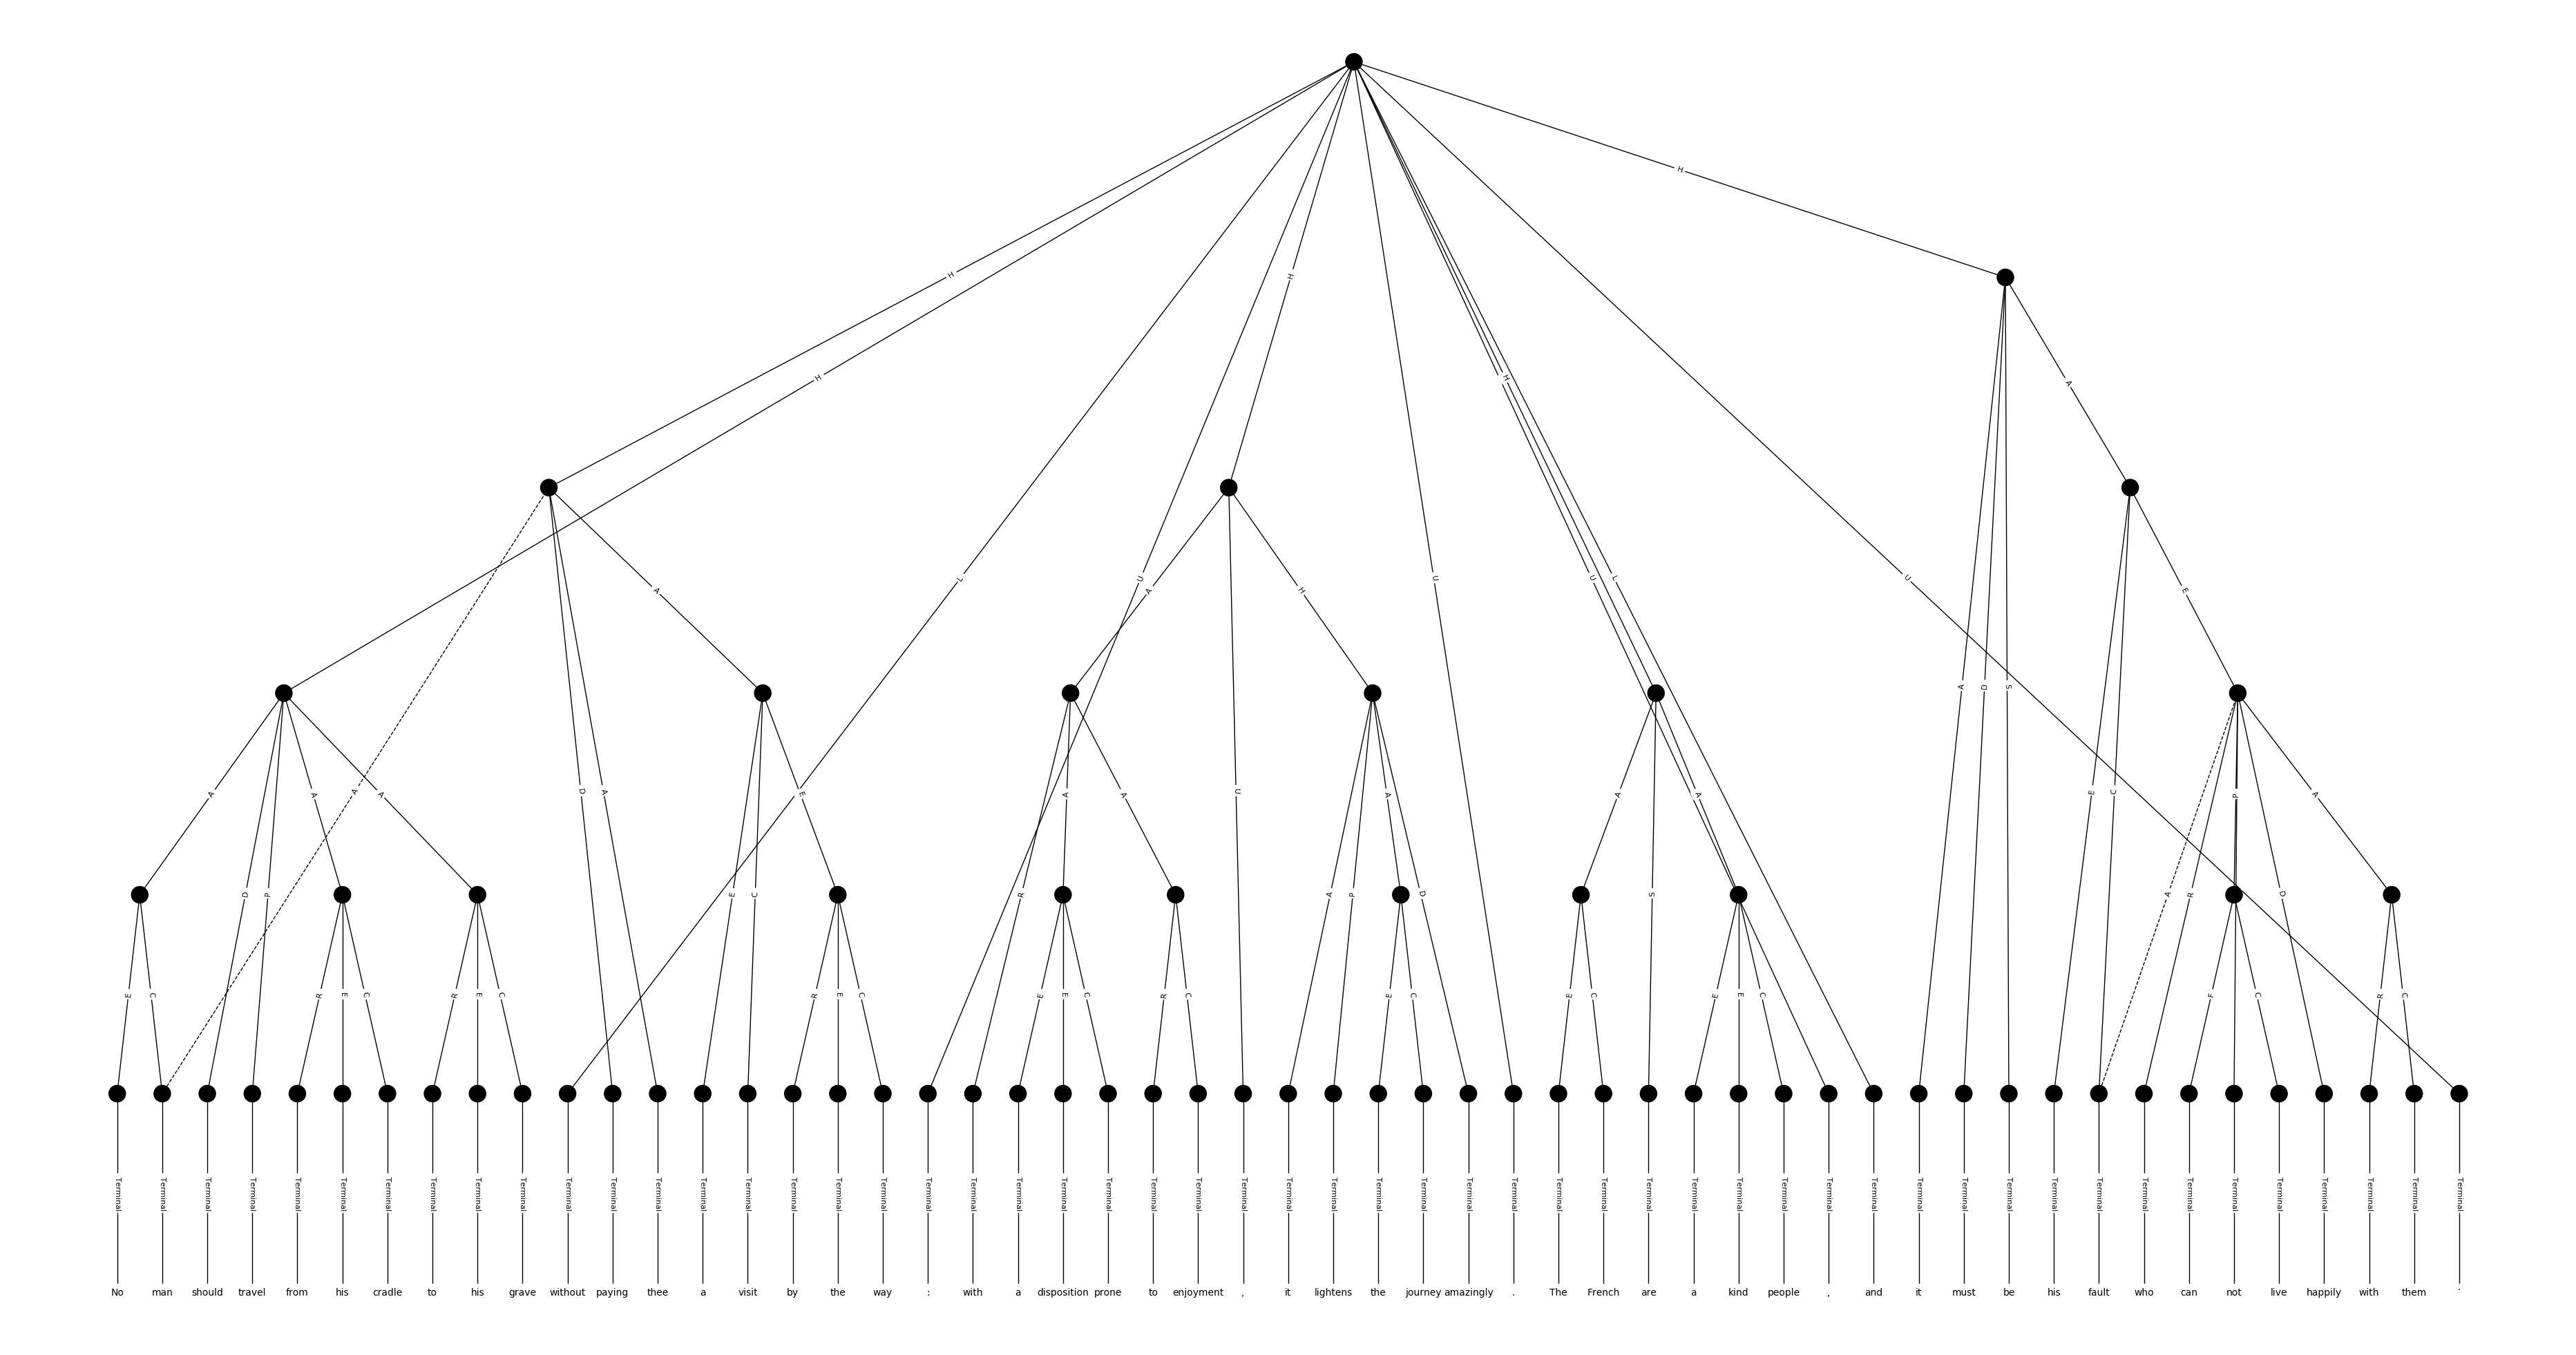 H
H
H
H
A
E
A
L
U
A
H
U
H
U
L
U
A
D
P
A
A
A
D
A
E
C
E
R
A
A
U
A
P
A
D
A
S
A
A
D
S
E
C
A
R
P
D
A
E
C
R
E
C
R
E
C
R
E
C
E
E
C
R
C
E
C
E
C
E
E
C
F
C
R
C
Terminal Terminal Terminal Terminal Terminal Terminal Terminal Terminal Terminal Terminal Terminal Terminal Terminal Terminal Terminal Terminal Terminal Terminal Terminal Terminal Terminal Terminal Terminal Terminal Terminal Terminal Terminal Terminal Terminal Terminal Terminal Terminal Terminal Terminal Terminal Terminal Terminal Terminal Terminal Terminal Terminal Terminal Terminal Terminal Terminal Terminal Terminal Terminal Terminal Terminal Terminal Terminal Terminal
No man should travel from his cradle to his grave without paying thee a visit by the way : with a disposition prone to enjoyment , it lightens the journey amazingly . The French are a kind people , and it must be his fault who can not live happily with them .